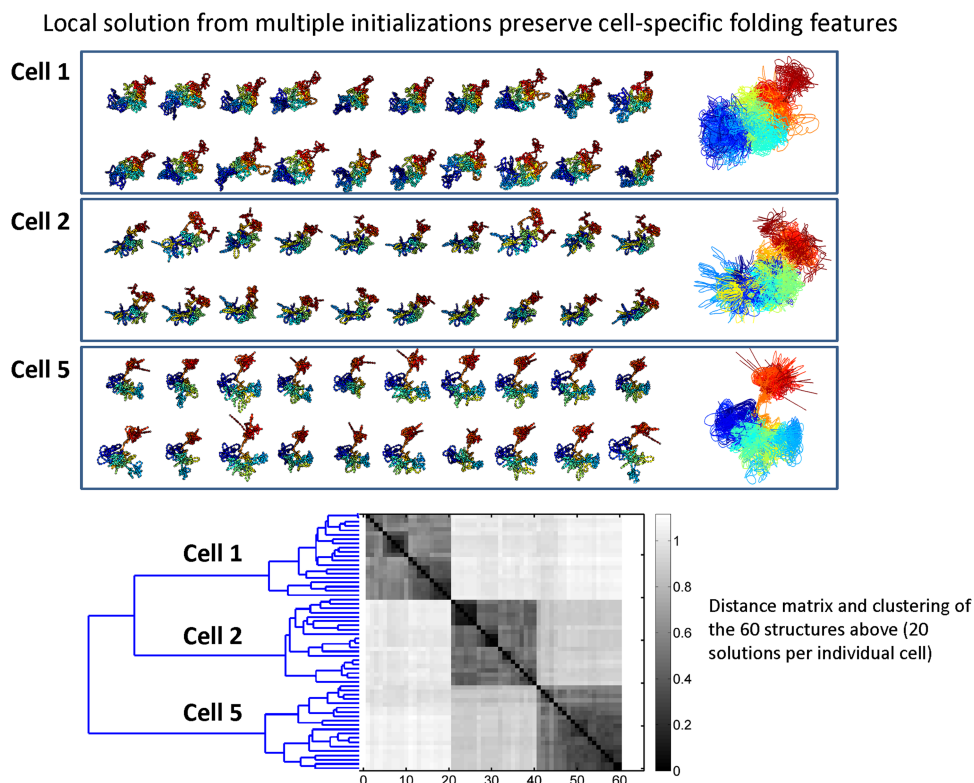 Local solution from multiple initializations preserve cell-specific folding features
Cell 1
Cell 2
Cell 5
Cell 1
Cell 2
Cell 5
1
0.8
0.6
0.4
0.2
0
0 10 20 30 40 50 60
Distance matrix and clustering of
the 60 structures above (20
solutions per individual cell)